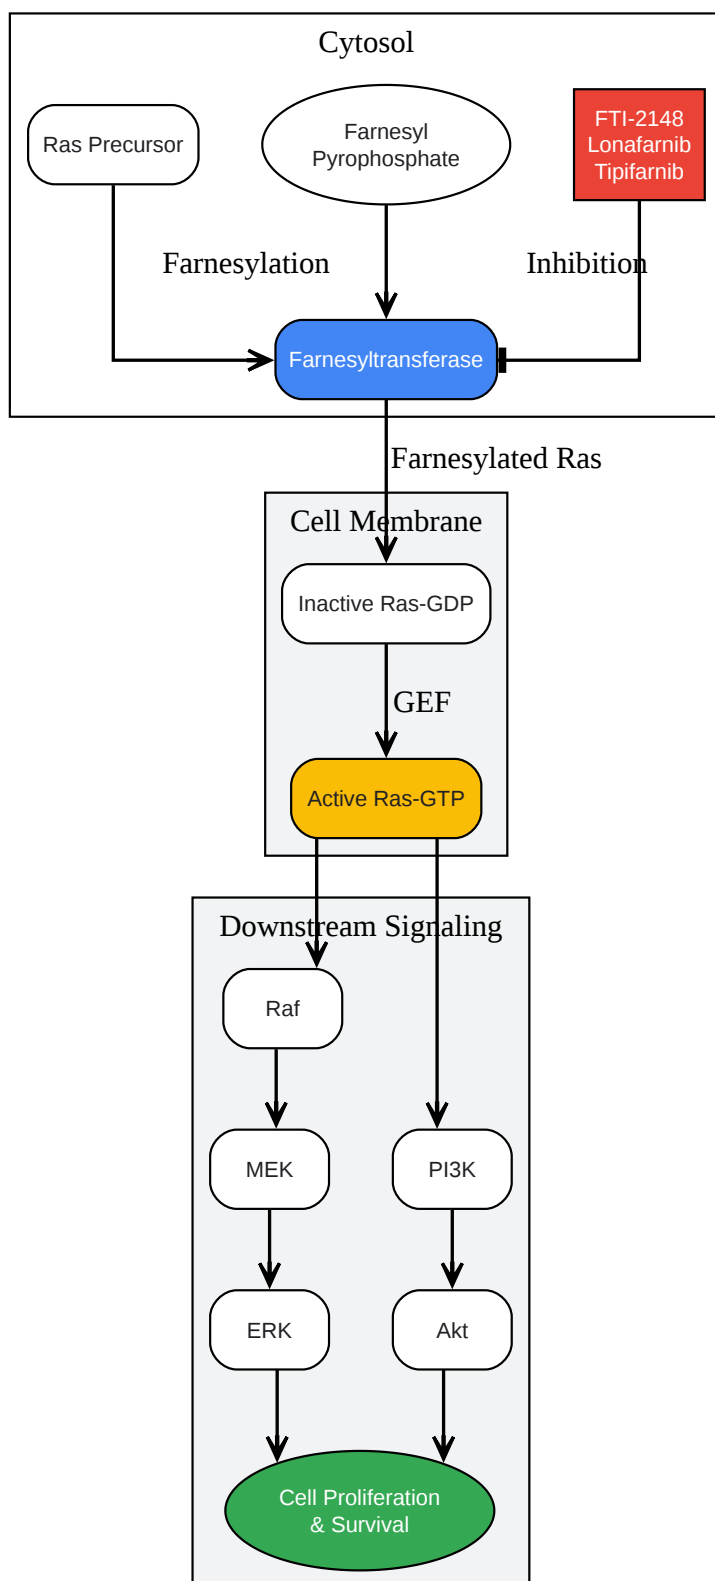 Cytosol
Ras Precursor
Farnesyl
Pyrophosphate
FTI-2148
Lonafarnib
Tipifarnib
Farnesylation
Inhibition
Farnesyltransferase
Farnesylated Ras
Cell Membrane
Inactive Ras-GDP
GEF
Active Ras-GTP
Downstream Signaling
Raf
MEK
PI3K
ERK
Akt
Cell Proliferation
& Survival